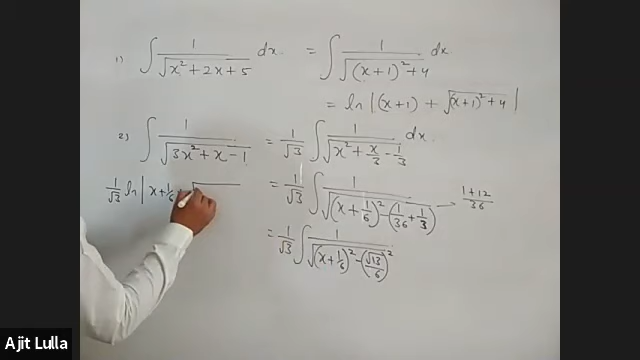 1) ∫ 1/√(x² + 2x + 5) dx. = ∫ 1/√((x+1)² + 4) dx
= ln |(x+1) + √((x+1)² + 4)|
2) ∫ 1/√(3x² + x − 1) = 1/√3 ∫ 1/√(x² + x/3 − 1/3) dx.
1/√3 ln | x + 1/6 + √ = 1/√3 ∫ 1/√((x + 1/6)² − (1/36 + 1/3)) → (1+12)/36
= 1/√3 ∫ 1/√((x + 1/6)² − (√13/6)²)
Ajit Lulla